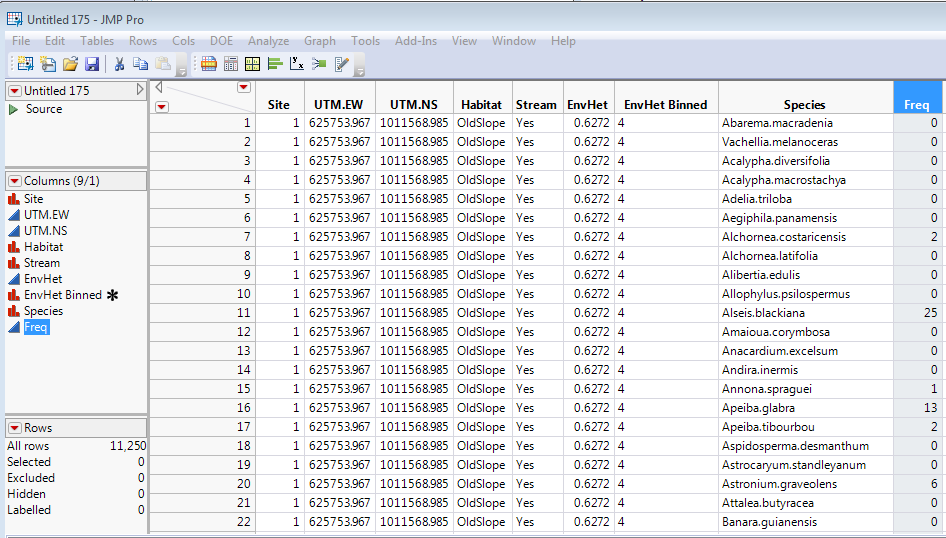 Untitled 175 - JMP Pro
File Edit Tables Rows Cols DOE Analyze Graph Tools Add-Ins View Window Help
Untitled 175
Source
Columns (9/1)
Site
UTM.EW
UTM.NS
Habitat
Stream
EnvHet
EnvHet Binned *
Species
Freq
Rows
All rows 11,250
Selected 0
Excluded 0
Hidden 0
Labelled 0
Site UTM.EW UTM.NS Habitat Stream EnvHet EnvHet Binned Species Freq
1 1 625753.967 1011568.985 OldSlope Yes 0.6272 4 Abarema.macradenia 0
2 1 625753.967 1011568.985 OldSlope Yes 0.6272 4 Vachellia.melanoceras 0
3 1 625753.967 1011568.985 OldSlope Yes 0.6272 4 Acalypha.diversifolia 0
4 1 625753.967 1011568.985 OldSlope Yes 0.6272 4 Acalypha.macrostachya 0
5 1 625753.967 1011568.985 OldSlope Yes 0.6272 4 Adelia.triloba 0
6 1 625753.967 1011568.985 OldSlope Yes 0.6272 4 Aegiphila.panamensis 0
7 1 625753.967 1011568.985 OldSlope Yes 0.6272 4 Alchornea.costaricensis 2
8 1 625753.967 1011568.985 OldSlope Yes 0.6272 4 Alchornea.latifolia 0
9 1 625753.967 1011568.985 OldSlope Yes 0.6272 4 Alibertia.edulis 0
10 1 625753.967 1011568.985 OldSlope Yes 0.6272 4 Allophylus.psilospermus 0
11 1 625753.967 1011568.985 OldSlope Yes 0.6272 4 Alseis.blackiana 25
12 1 625753.967 1011568.985 OldSlope Yes 0.6272 4 Amaioua.corymbosa 0
13 1 625753.967 1011568.985 OldSlope Yes 0.6272 4 Anacardium.excelsum 0
14 1 625753.967 1011568.985 OldSlope Yes 0.6272 4 Andira.inermis 0
15 1 625753.967 1011568.985 OldSlope Yes 0.6272 4 Annona.spraguei 1
16 1 625753.967 1011568.985 OldSlope Yes 0.6272 4 Apeiba.glabra 13
17 1 625753.967 1011568.985 OldSlope Yes 0.6272 4 Apeiba.tibourbou 2
18 1 625753.967 1011568.985 OldSlope Yes 0.6272 4 Aspidosperma.desmanthum 0
19 1 625753.967 1011568.985 OldSlope Yes 0.6272 4 Astrocaryum.standleyanum 0
20 1 625753.967 1011568.985 OldSlope Yes 0.6272 4 Astronium.graveolens 6
21 1 625753.967 1011568.985 OldSlope Yes 0.6272 4 Attalea.butyracea 0
22 1 625753.967 1011568.985 OldSlope Yes 0.6272 4 Banara.guianensis 0